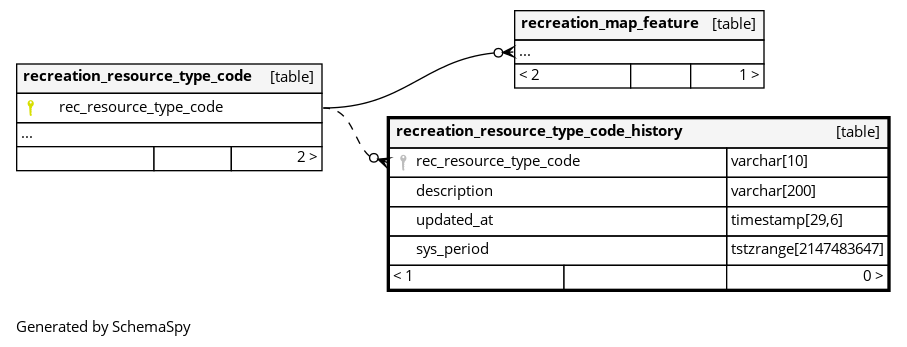 recreation_map_feature [table]
...
< 2 1 >
recreation_resource_type_code [table]
rec_resource_type_code
...
2 >
recreation_resource_type_code_history [table]
rec_resource_type_code varchar[10]
description varchar[200]
updated_at timestamp[29,6]
sys_period tstzrange[2147483647]
< 1 0 >
Generated by SchemaSpy